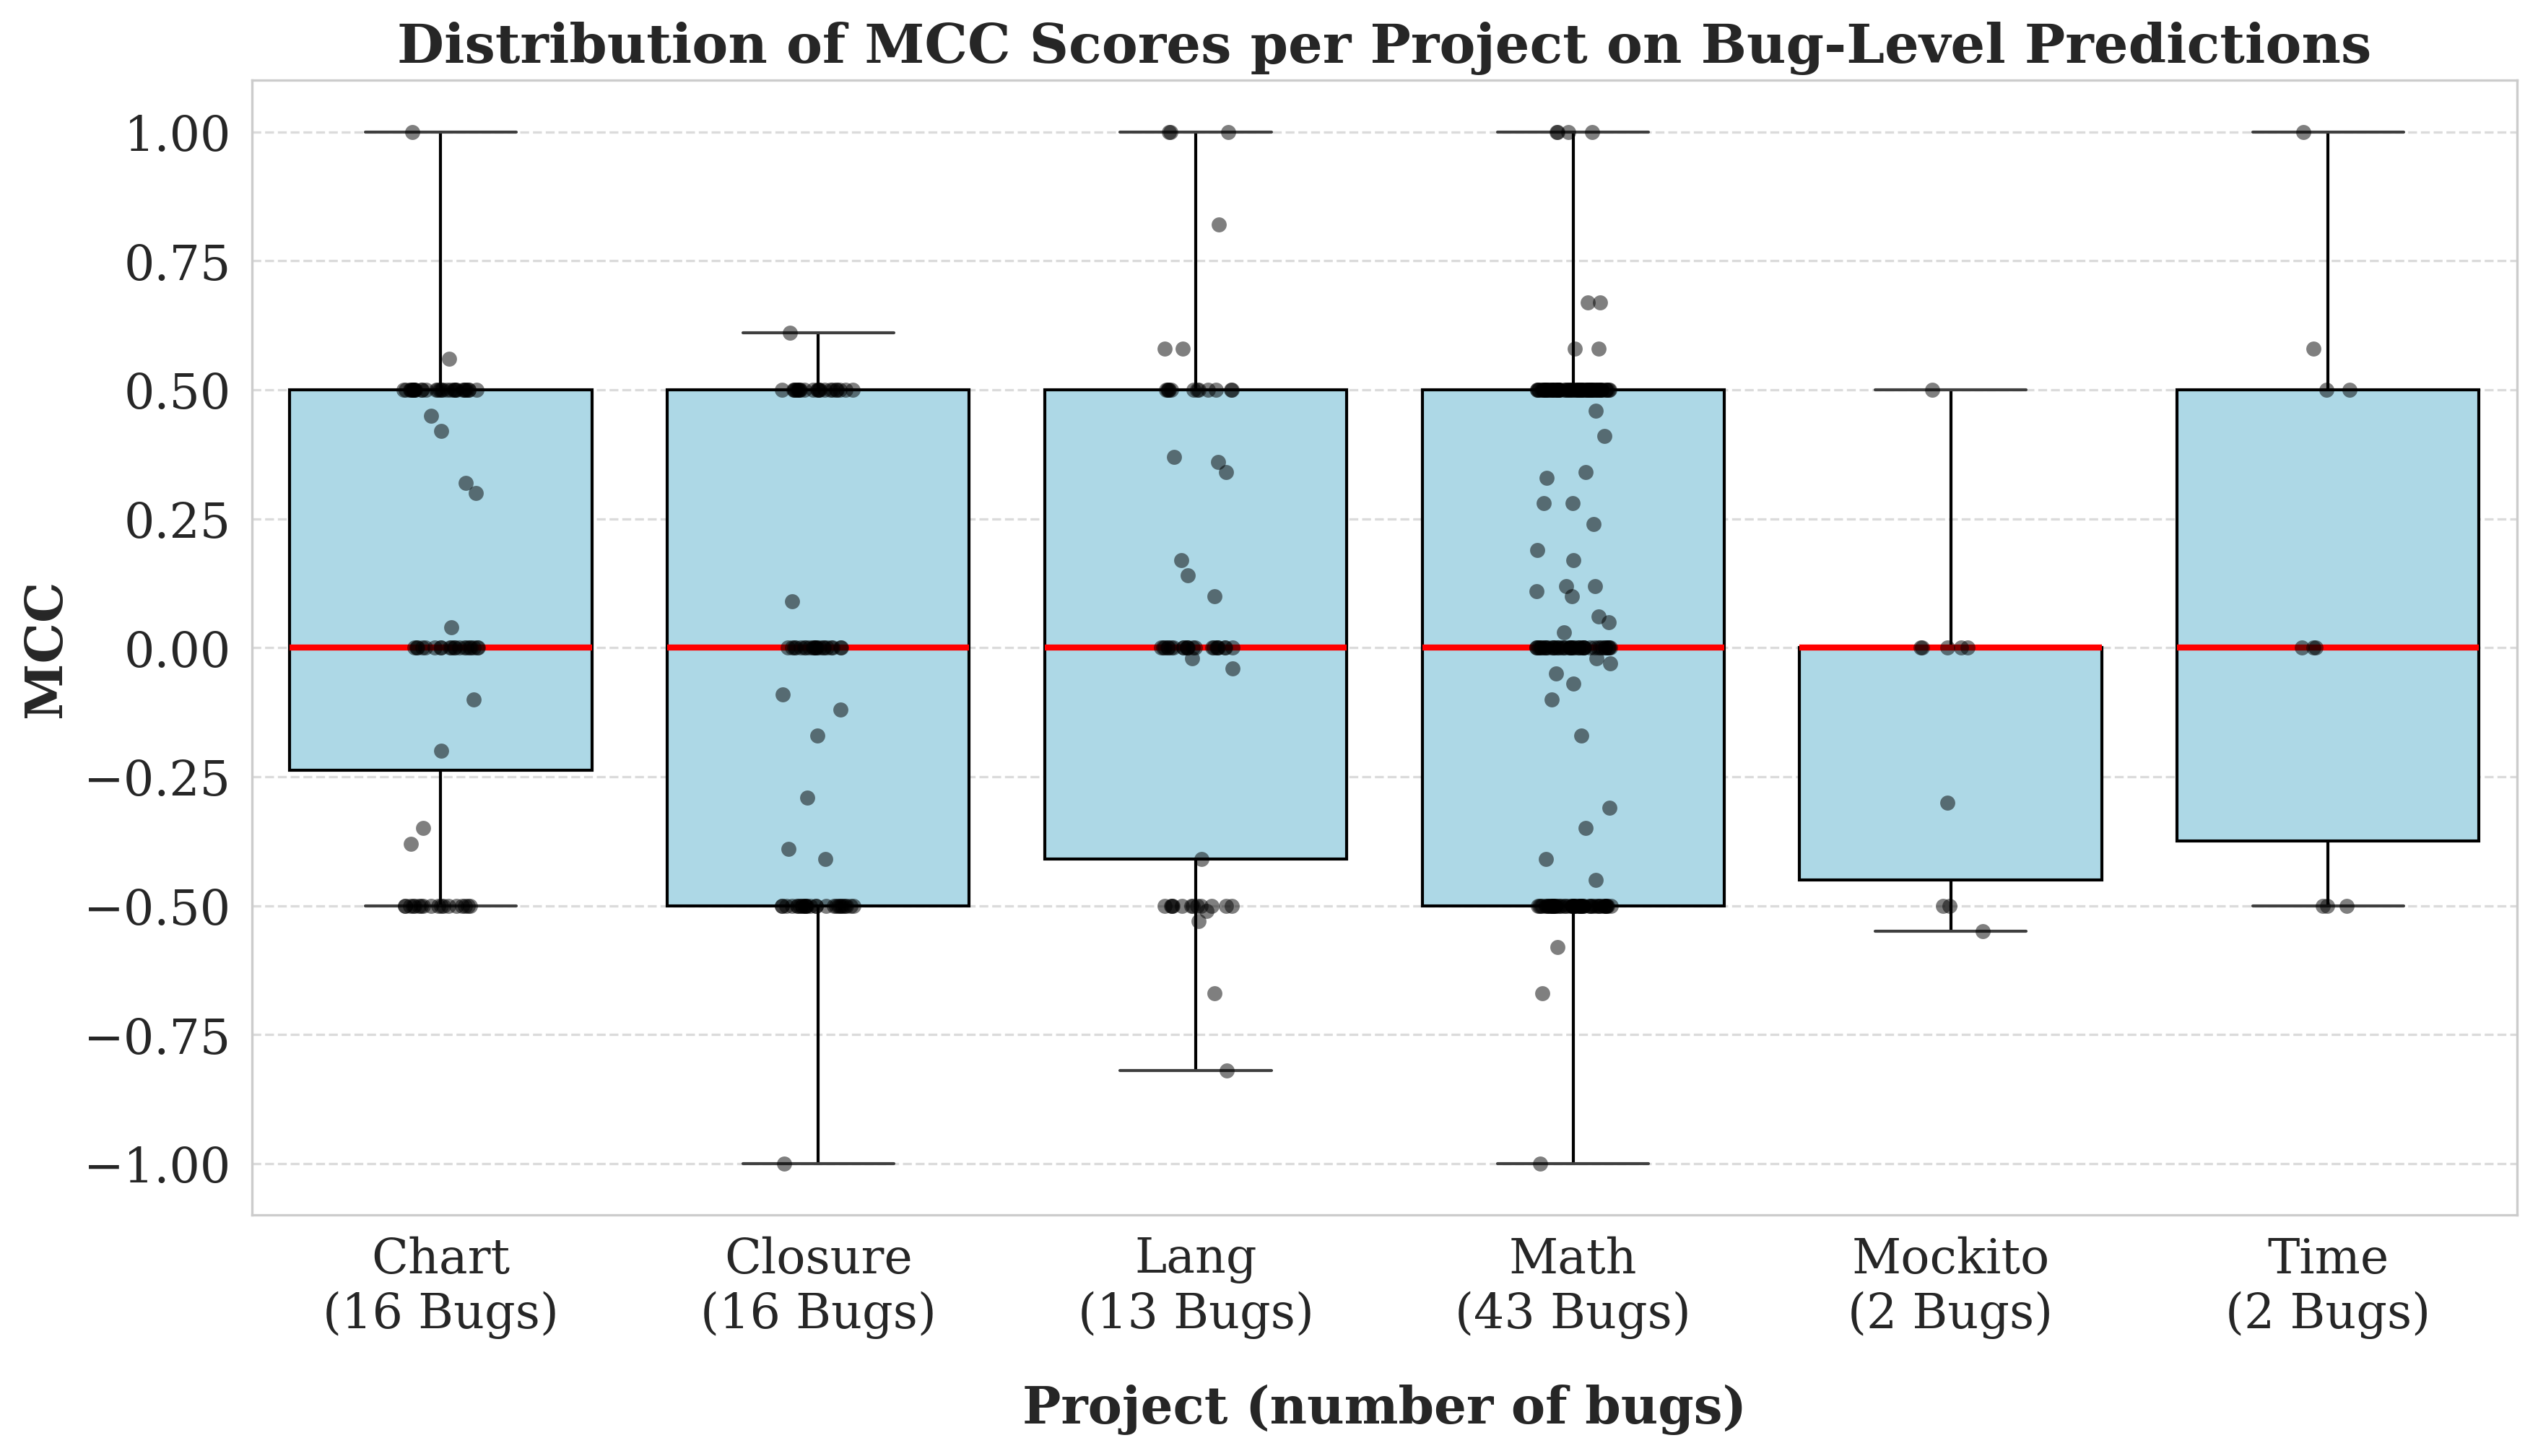 Distribution of MCC Scores per Project on Bug-Level Predictions
MCC
1.00
0.75
0.50
0.25
0.00
−0.25
−0.50
−0.75
−1.00
Chart
(16 Bugs)
Closure
(16 Bugs)
Lang
(13 Bugs)
Math
(43 Bugs)
Mockito
(2 Bugs)
Time
(2 Bugs)
Project (number of bugs)